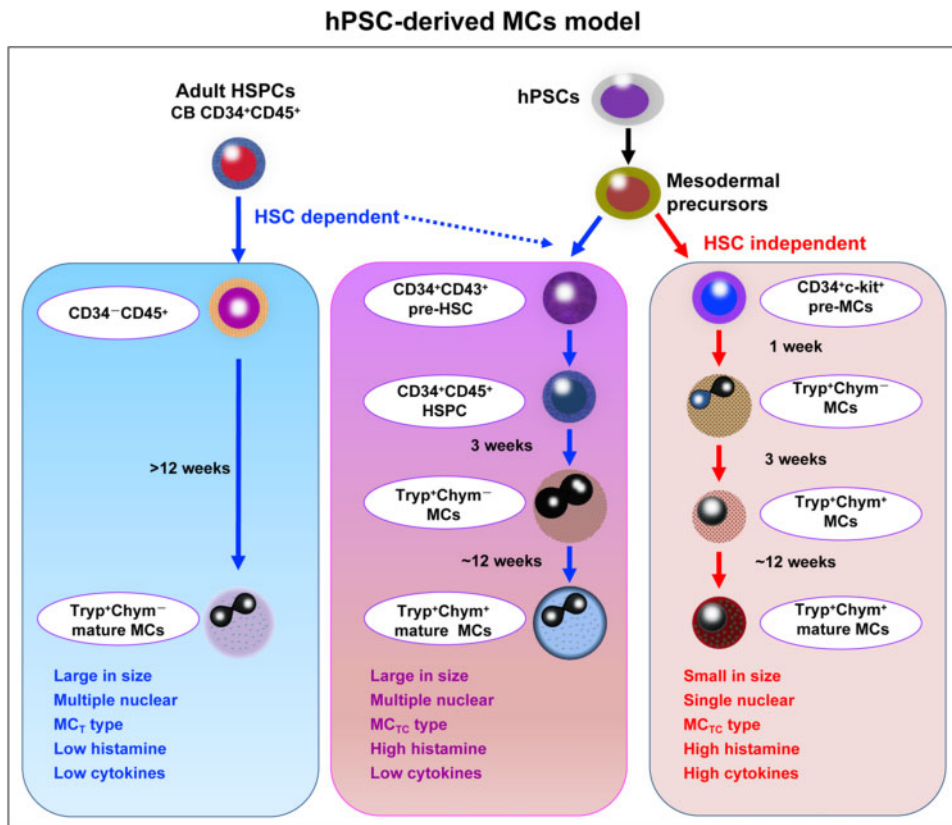 hPSC-derived MCs model
Adult HSPCs
CB CD34⁺CD45⁺
hPSCs
Mesodermal
precursors
HSC dependent
HSC independent
CD34⁻CD45⁺
>12 weeks
Tryp⁺Chym⁻
mature MCs
Large in size
Multiple nuclear
MC_T type
Low histamine
Low cytokines
CD34⁺CD43⁺
pre-HSC
CD34⁺CD45⁺
HSPC
3 weeks
Tryp⁺Chym⁻
MCs
~12 weeks
Tryp⁺Chym⁺
mature MCs
Large in size
Multiple nuclear
MC_TC type
High histamine
Low cytokines
CD34⁺c-kit⁺
pre-MCs
1 week
Tryp⁺Chym⁻
MCs
3 weeks
Tryp⁺Chym⁺
MCs
~12 weeks
Tryp⁺Chym⁺
mature MCs
Small in size
Single nuclear
MC_TC type
High histamine
High cytokines